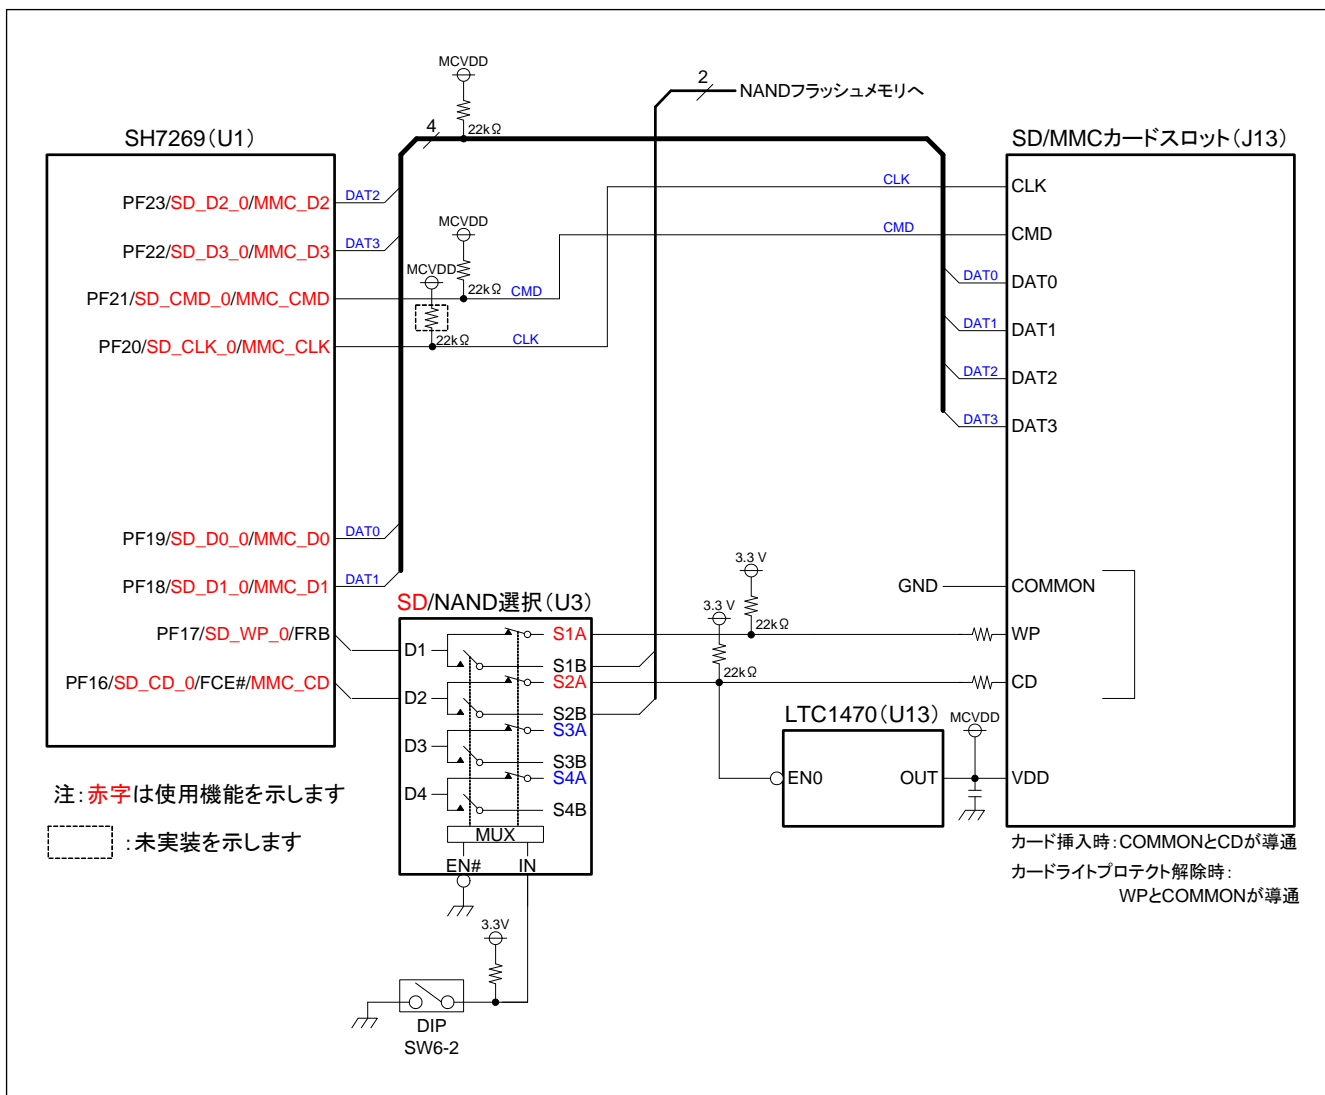 MCVDD
2
NANDフラッシュメモリへ
22kΩ
4
SH7269(U1)
SD/MMCカードスロット(J13)
PF23/SD_D2_0/MMC_D2
DAT2
CLK
CLK
PF22/SD_D3_0/MMC_D3
DAT3
MCVDD
CMD
CMD
MCVDD
DAT0
DAT0
PF21/SD_CMD_0/MMC_CMD
22kΩ
CMD
DAT1
DAT1
PF20/SD_CLK_0/MMC_CLK
22kΩ
CLK
DAT2
DAT2
DAT3
DAT3
PF19/SD_D0_0/MMC_D0
DAT0
PF18/SD_D1_0/MMC_D1
DAT1
3.3 V
GND
COMMON
SD/NAND選択(U3)
3.3 V
22kΩ
PF17/SD_WP_0/FRB
D1
S1A
WP
S1B
22kΩ
PF16/SD_CD_0/FCE#/MMC_CD
D2
S2A
CD
S2B
LTC1470(U13)
MCVDD
S3A
D3
S3B
S4A
EN0
OUT
VDD
D4
S4B
注:赤字は使用機能を示します
:未実装を示します
MUX
EN#
IN
カード挿入時:COMMONとCDが導通
カードライトプロテクト解除時:
WPとCOMMONが導通
3.3V
DIP
SW6-2